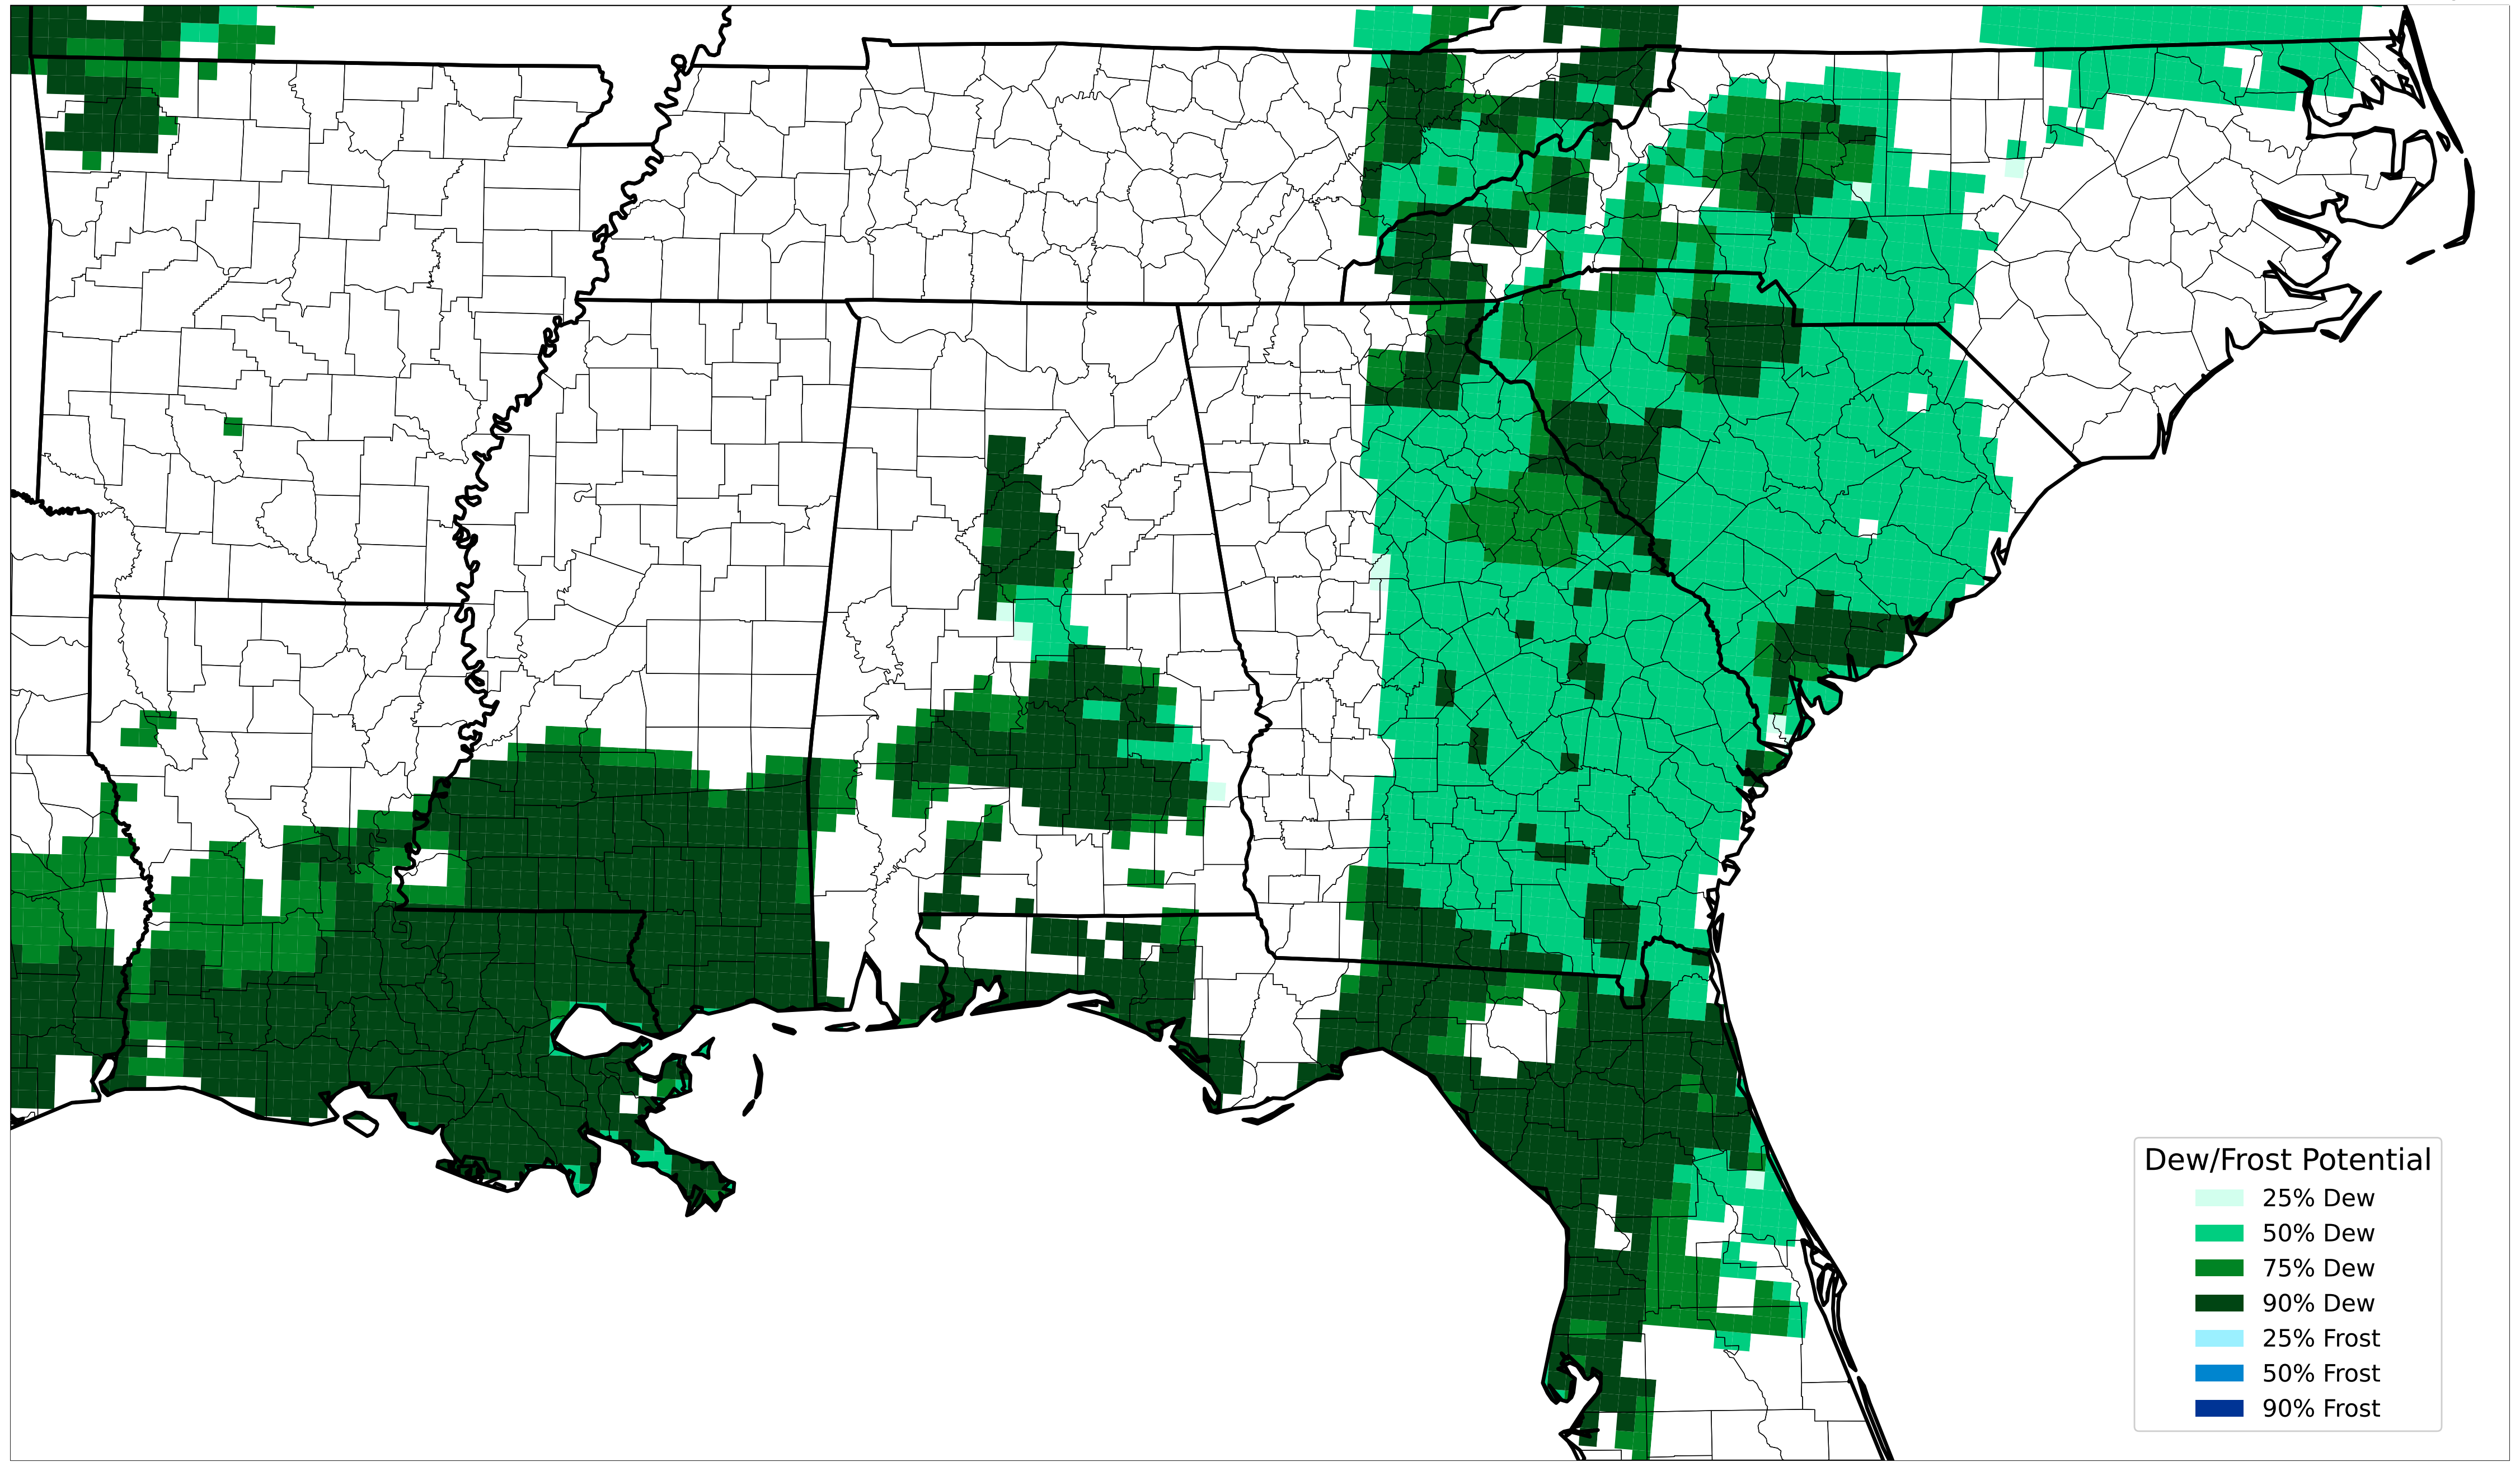 Dew/Frost Potential
25% Dew
50% Dew
75% Dew
90% Dew
25% Frost
50% Frost
90% Frost